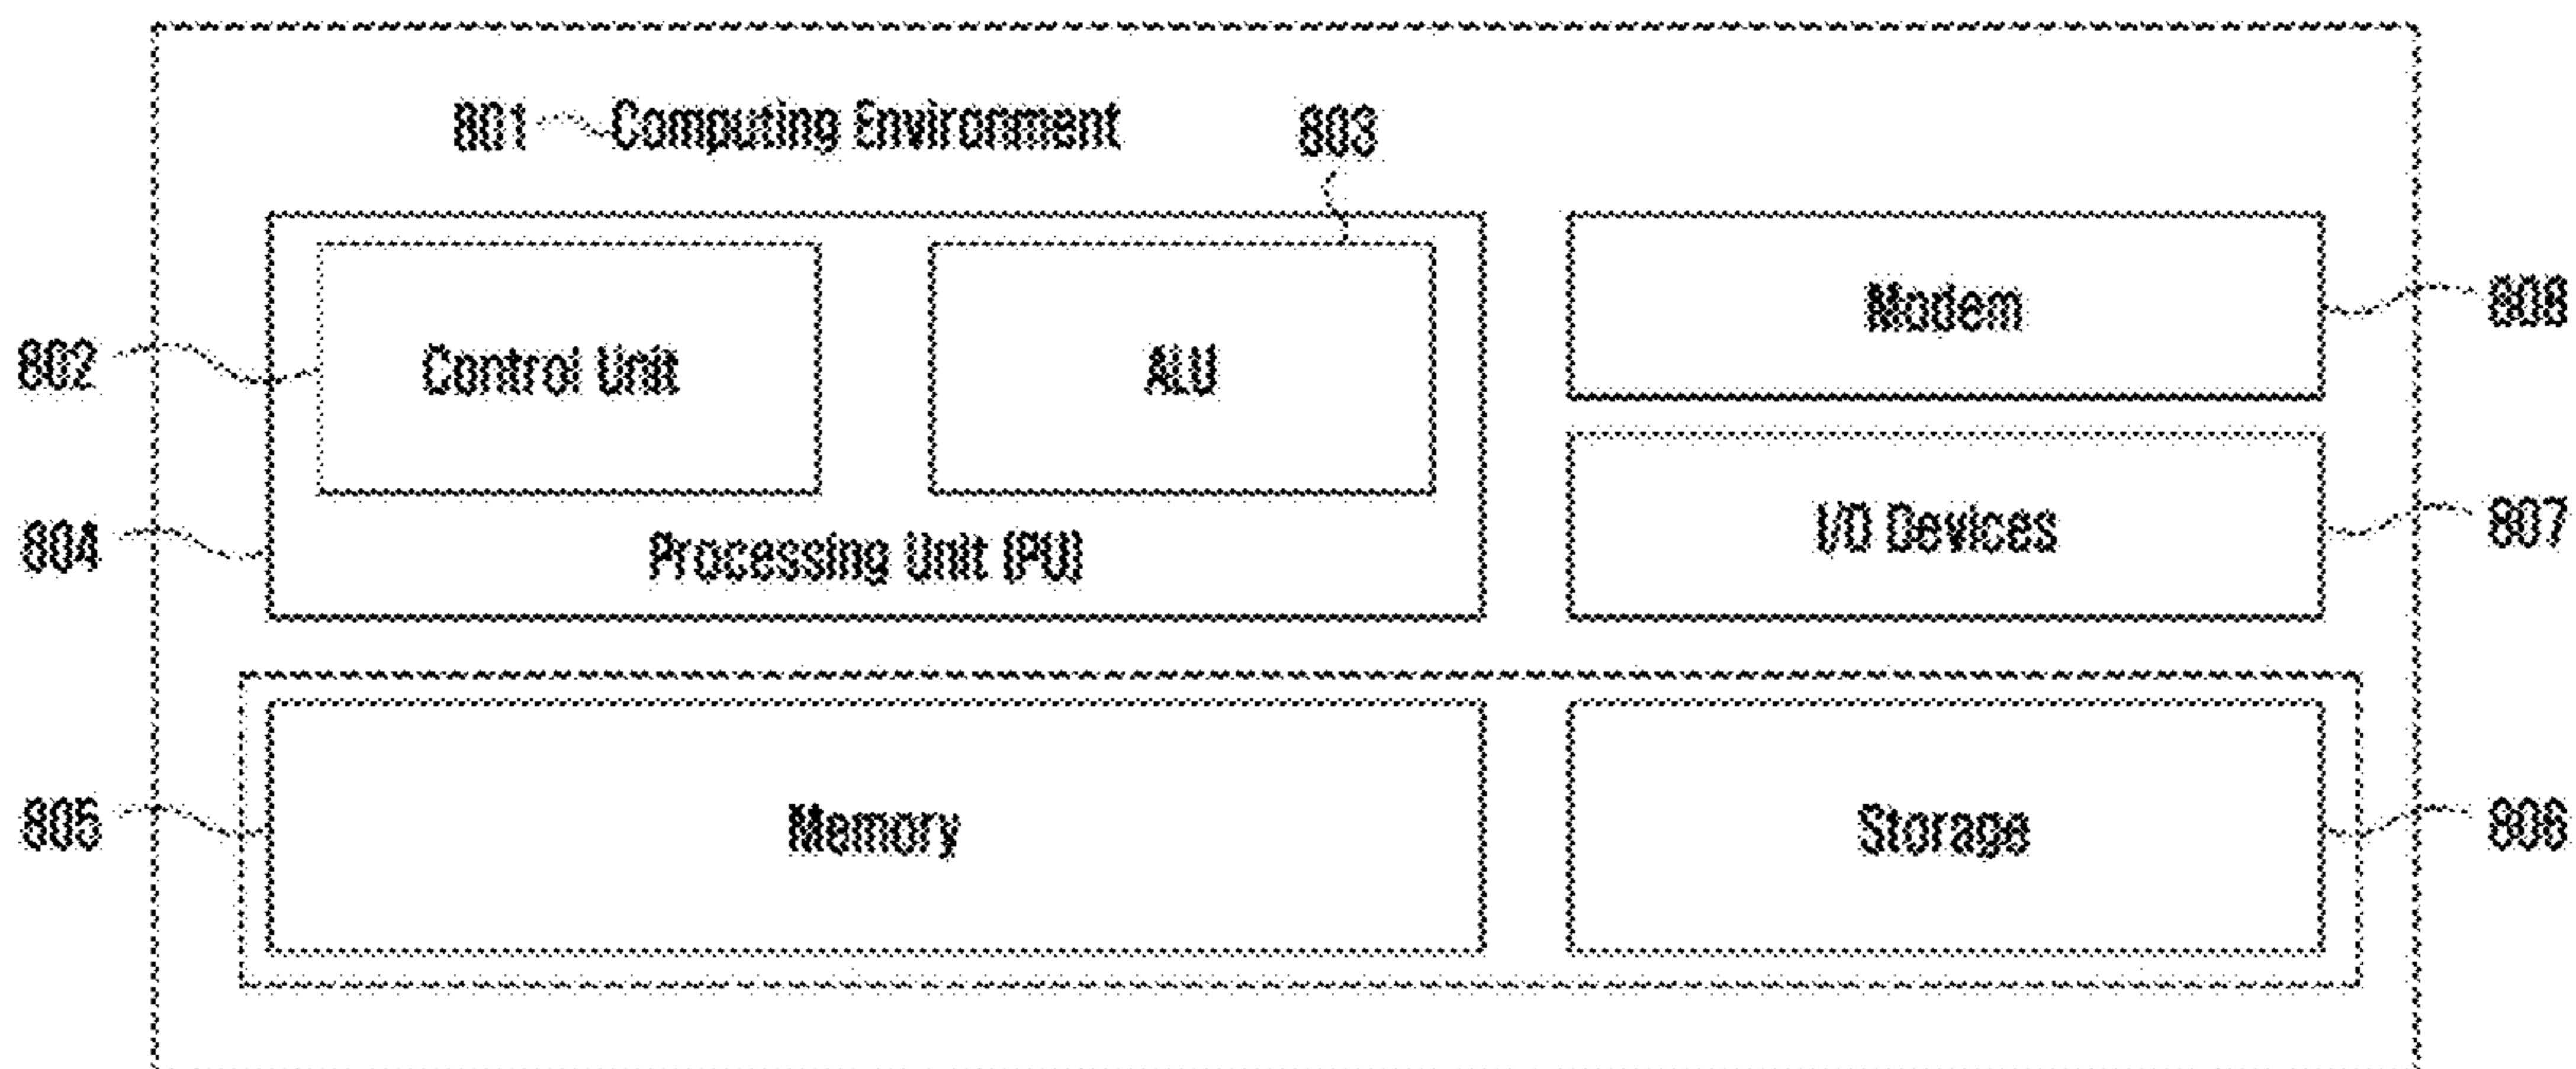 801 Computing Environment 803
802 Control Unit ALU Modem 808
804 Processing Unit (PU) I/O Devices 807
805 Memory Storage 806